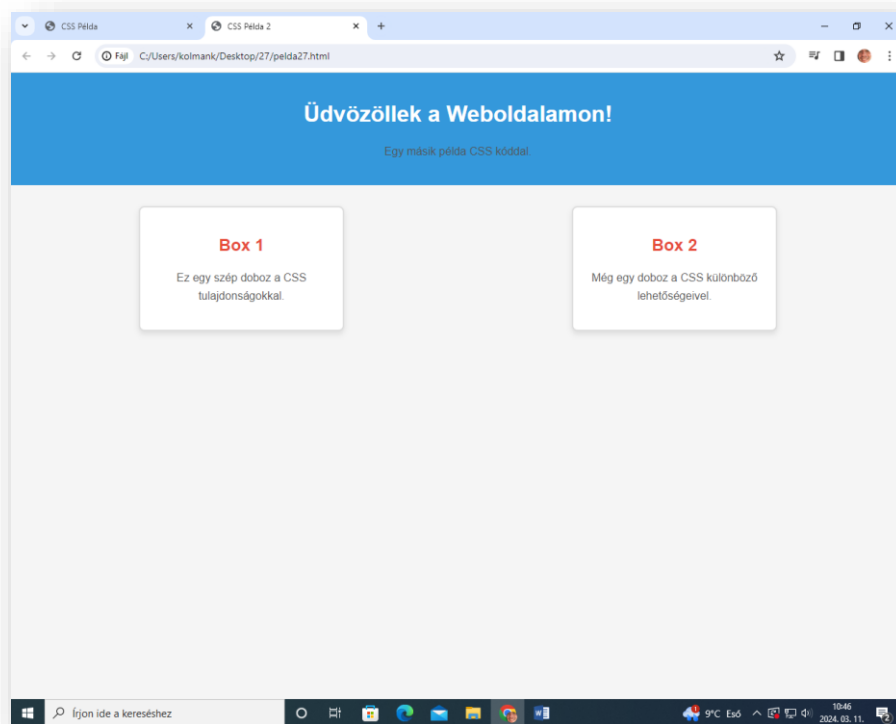 CSS Példa
CSS Példa 2
Fájl C:/Users/kolmank/Desktop/27/pelda27.html
Üdvözöllek a Weboldalamon!
Egy másik példa CSS kóddal.
Box 1
Ez egy szép doboz a CSS
tulajdonságokkal.
Box 2
Még egy doboz a CSS különböző
lehetőségeivel.
Írjon ide a kereséshez
9°C Eső
10:46
2024. 03. 11.